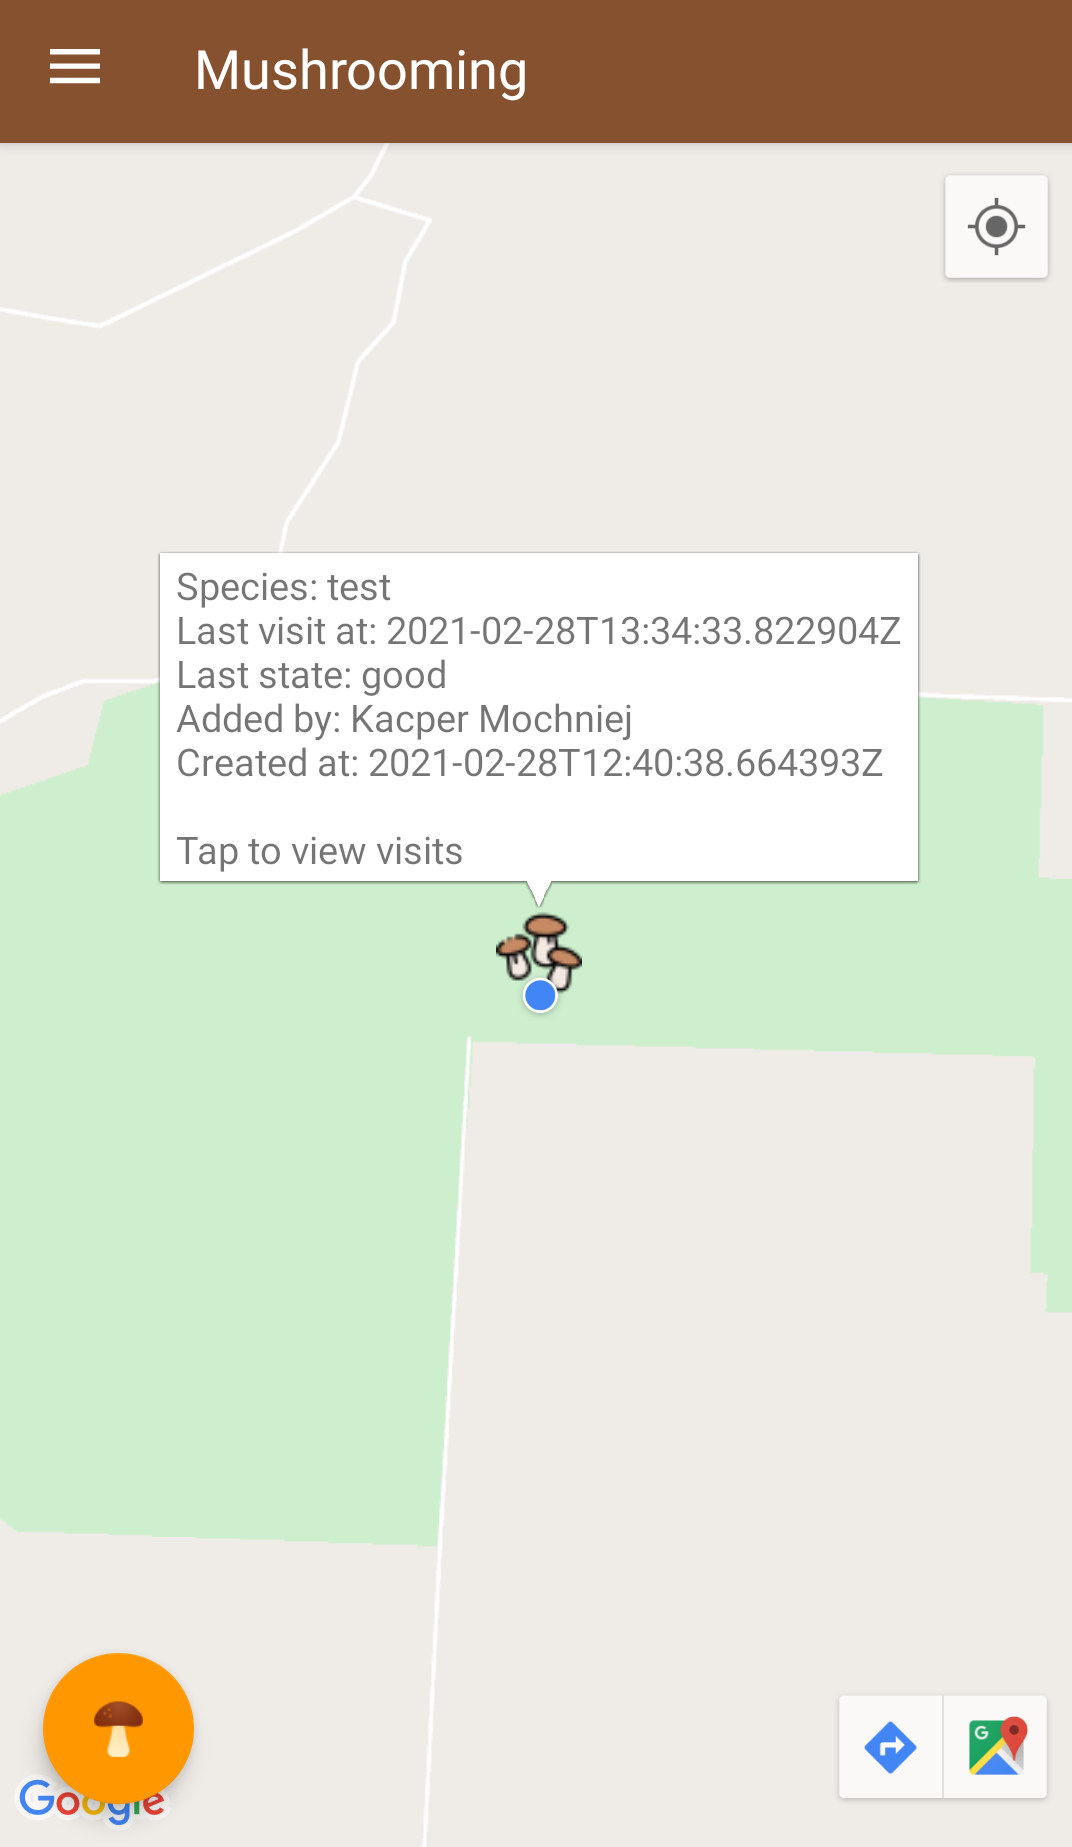 Mushrooming
Species: test
Last visit at: 2021-02-28T13:34:33.822904Z
Last state: good
Added by: Kacper Mochniej
Created at: 2021-02-28T12:40:38.664393Z
Tap to view visits
G
Google